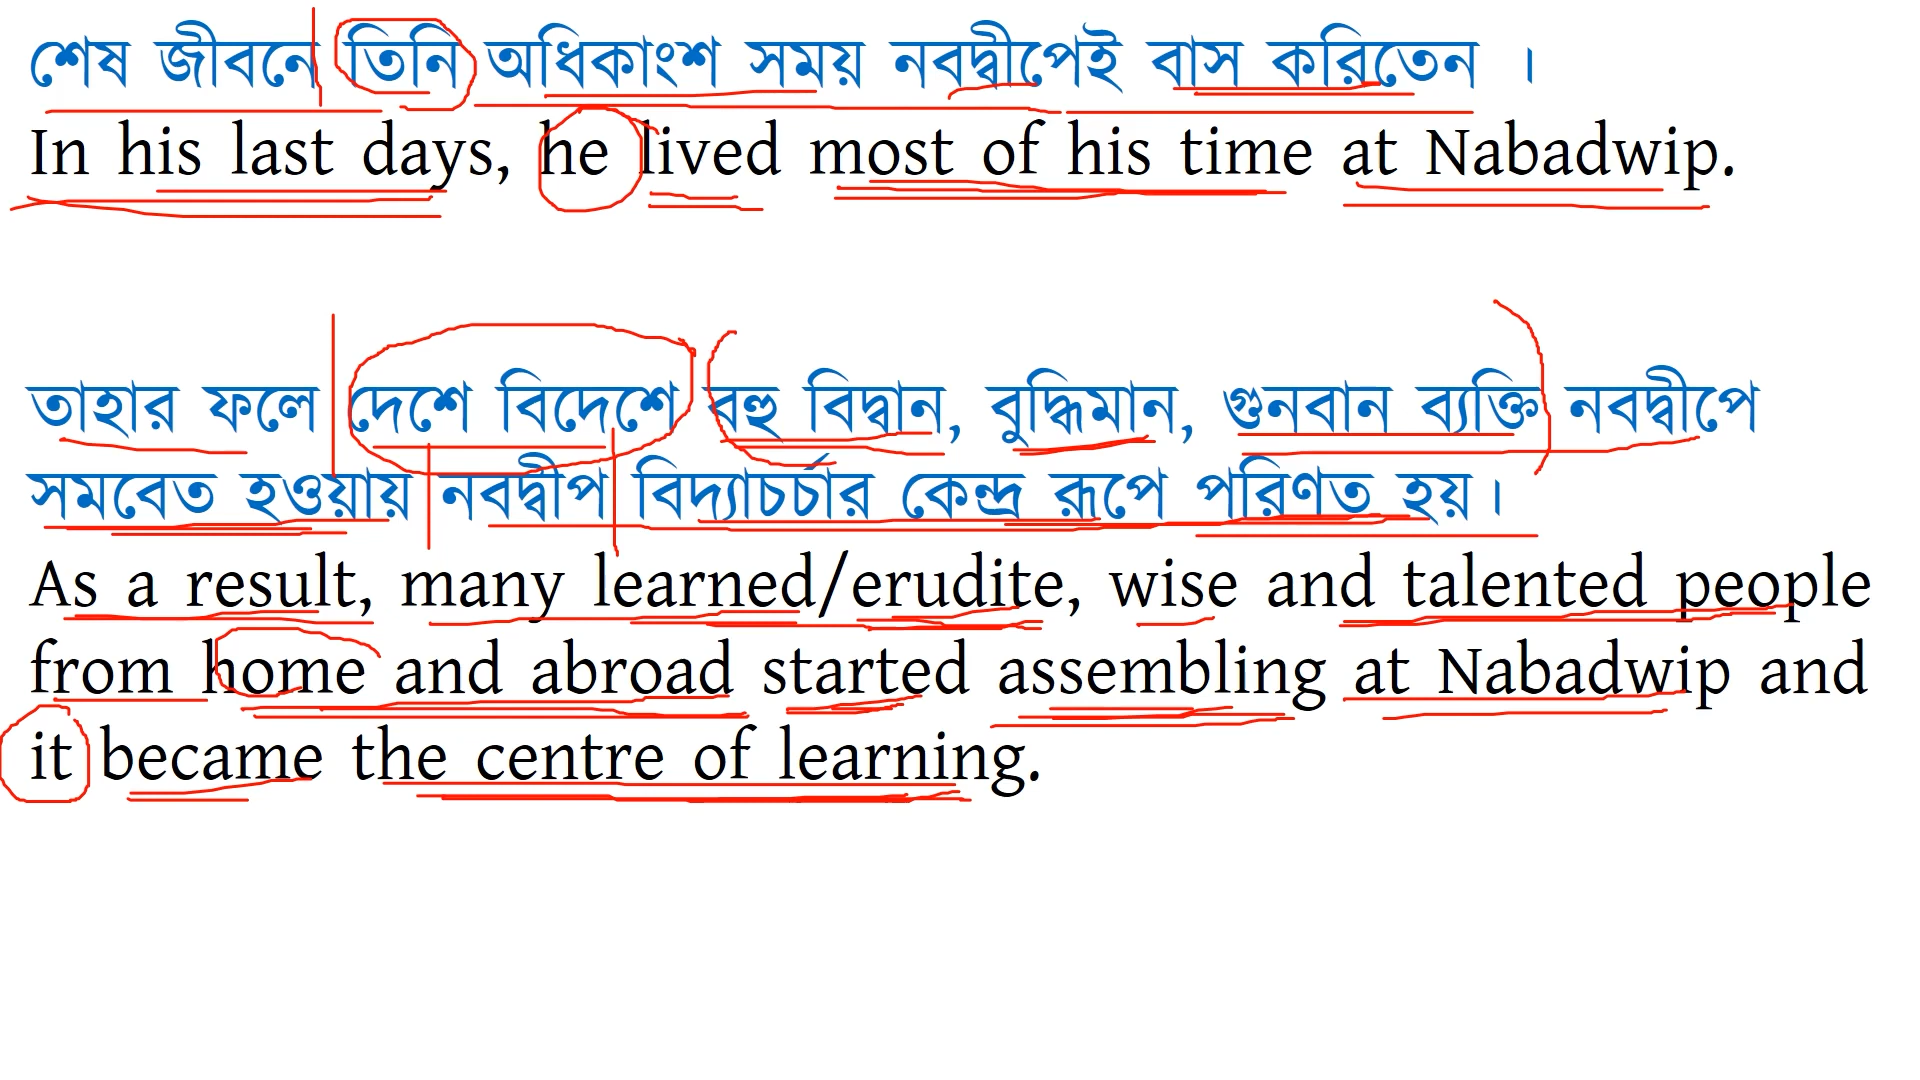 শেষ জীবনে তিনি অধিকাংশ সময় নবদ্বীপেই বাস করিতেন ।
In his last days, he lived most of his time at Nabadwip.
তাহার ফলে দেশে বিদেশে বহু বিদ্বান, বুদ্ধিমান, গুনবান ব্যক্তি নবদ্বীপে
সমবেত হওয়ায় নবদ্বীপ বিদ্যাচর্চার কেন্দ্র রূপে পরিণত হয়।
As a result, many learned/erudite, wise and talented people
from home and abroad started assembling at Nabadwip and
it became the centre of learning.